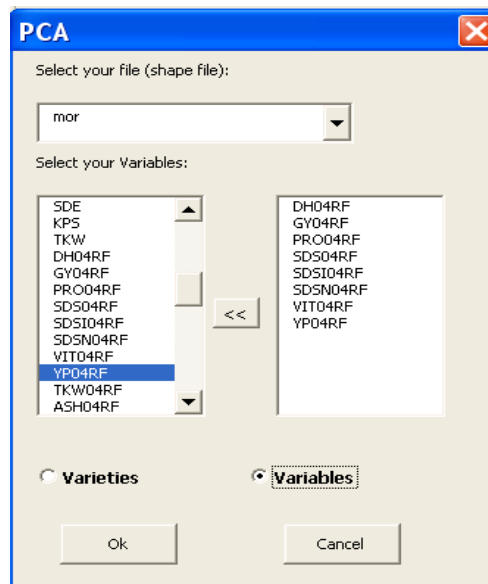 PCA
Select your file (shape file):
mor
Select your Variables:
SDE
KPS
TKW
DH04RF
GY04RF
PRO04RF
SDS04RF
SDSI04RF
SDSN04RF
VIT04RF
YP04RF
TKW04RF
ASH04RF
<<
DH04RF
GY04RF
PRO04RF
SDS04RF
SDSI04RF
SDSN04RF
VIT04RF
YP04RF
Varieties
Variables
Ok
Cancel